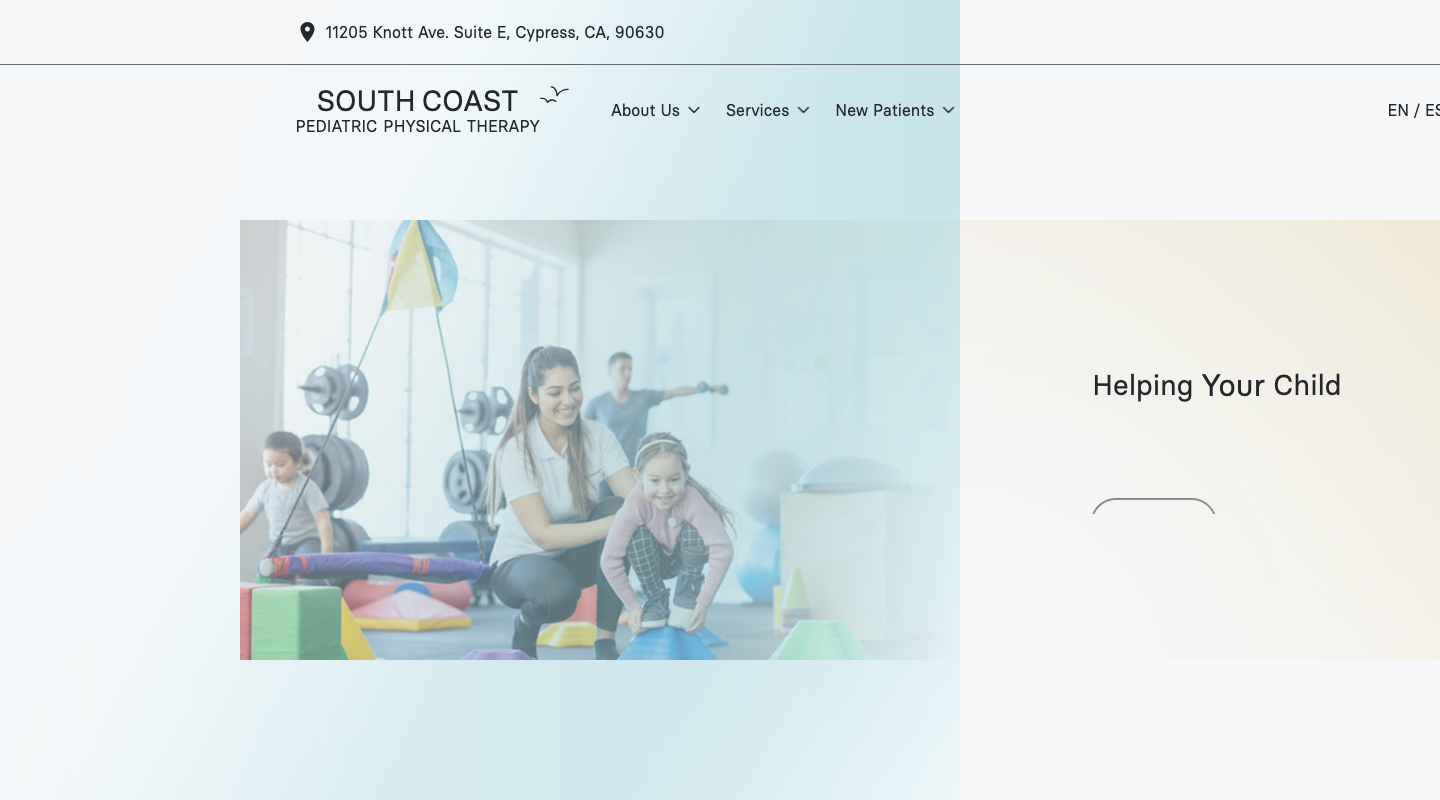 11205 Knott Ave. Suite E, Cypress, CA, 90630
SOUTH COAST
PEDIATRIC PHYSICAL THERAPY
About Us
Services
New Patients
EN / ES
Helping Your Child